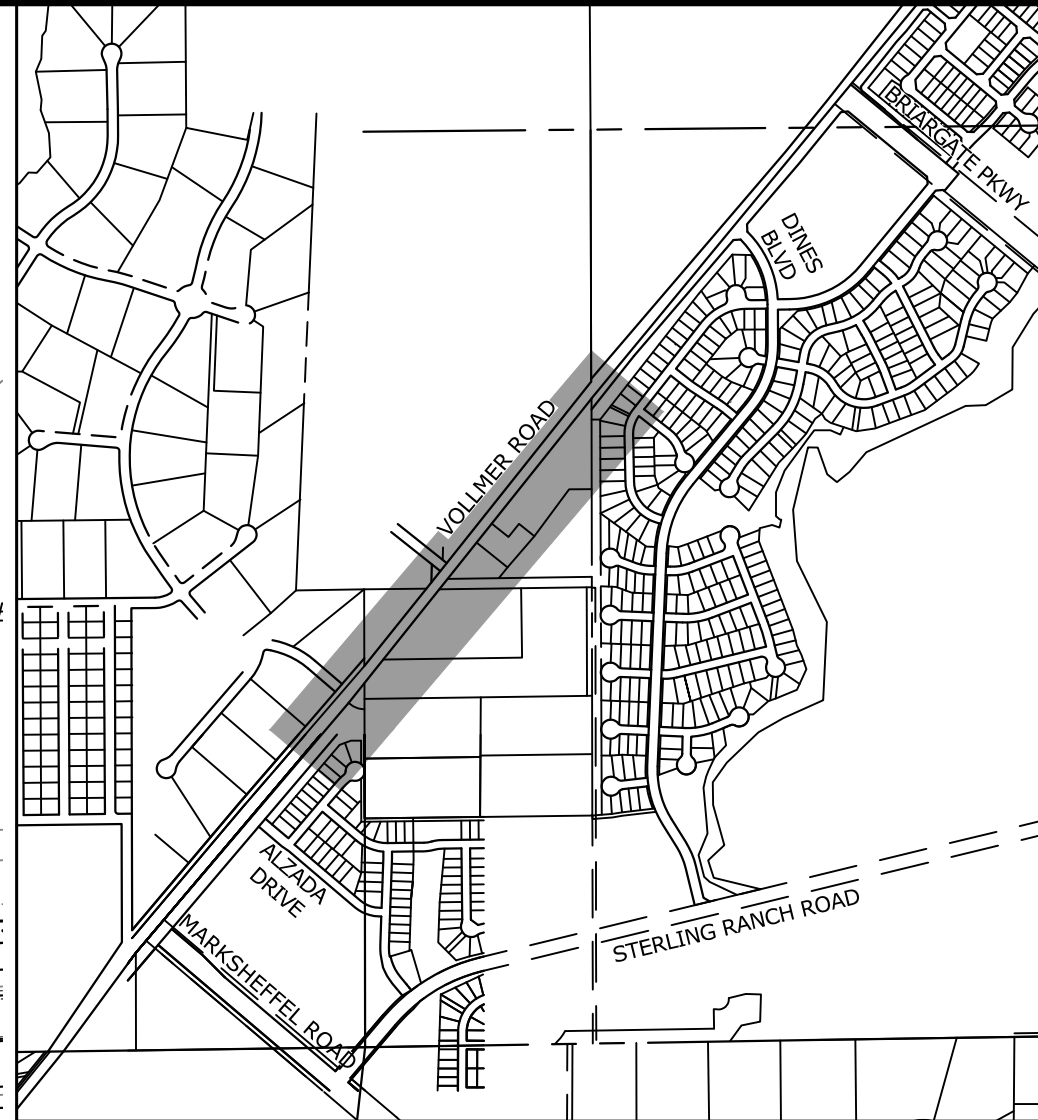 BRIARGATE PKWY
DINES
BLVD
VOLLMER ROAD
ALZADA
DRIVE
STERLING RANCH ROAD
MARKSHEFFEL ROAD